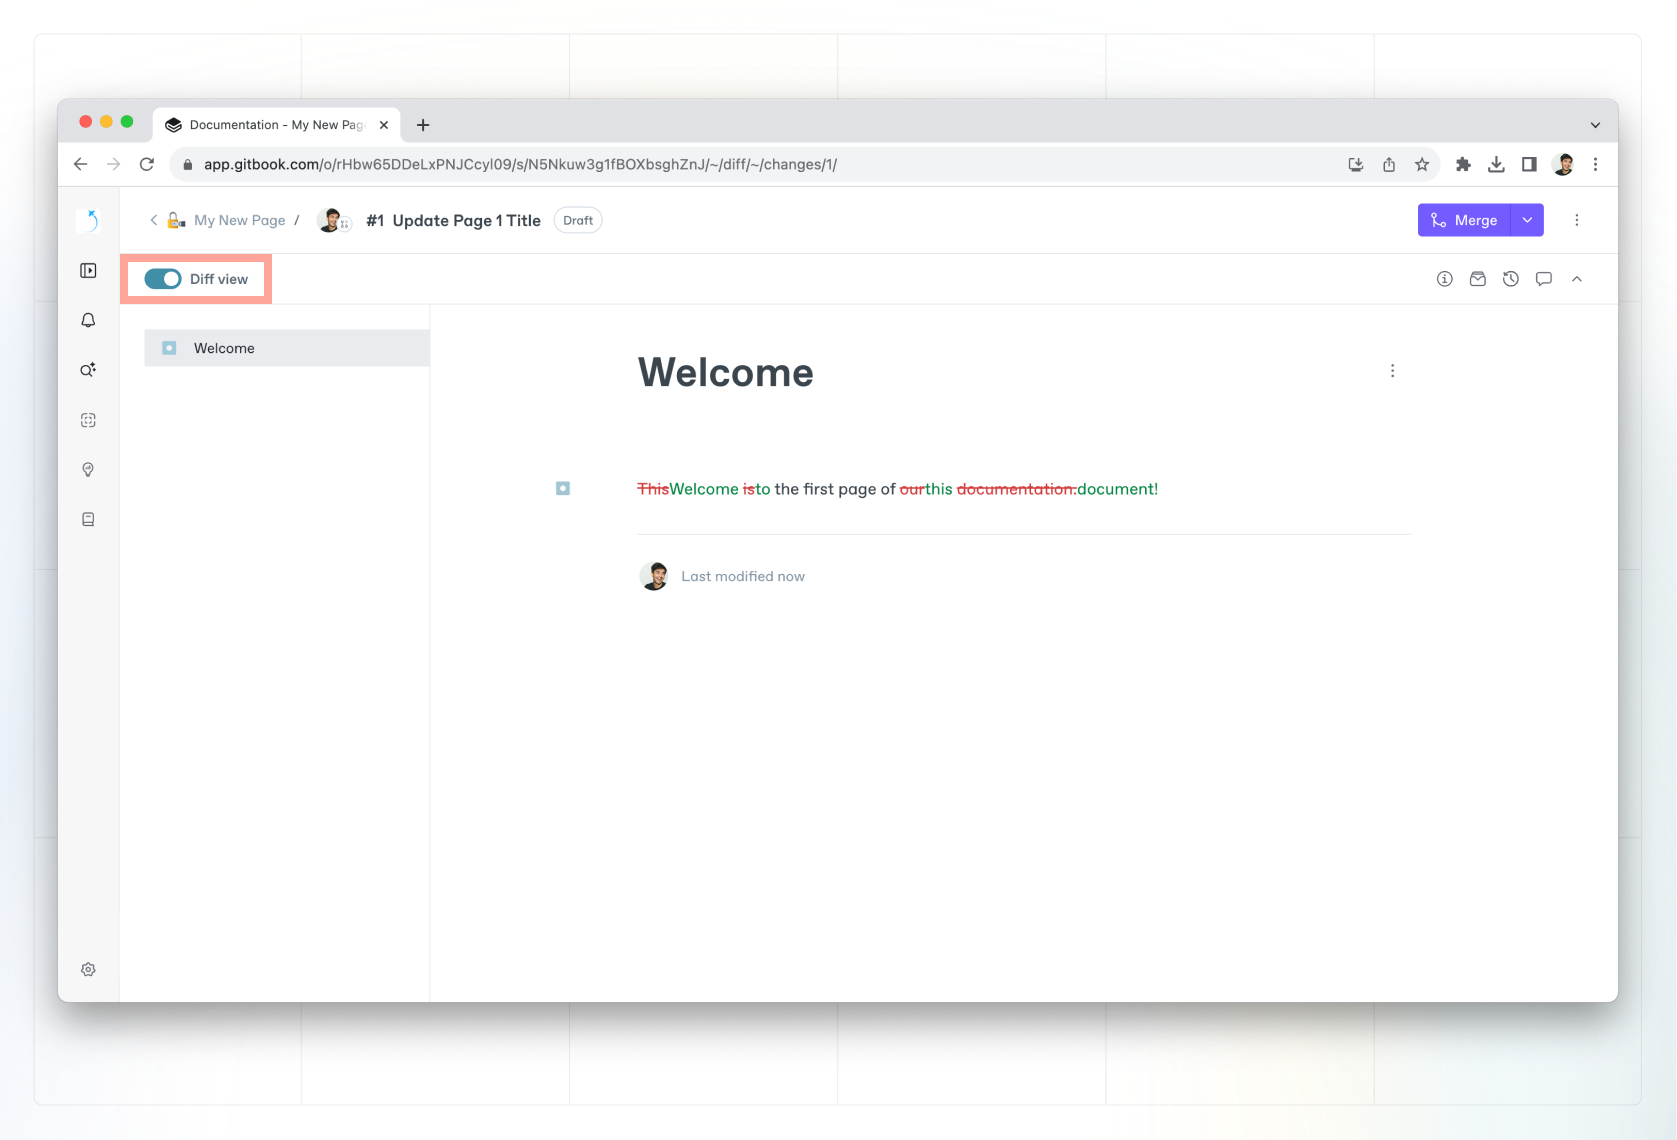 Documentation - My New Pag
app.gitbook.com/o/rHbw65DDeLxPNJCcyl09/s/N5Nkuw3g1fBOXbsghZnJ/~/diff/~/changes/1/
My New Page / #1 Update Page 1 Title Draft
Merge
Diff view
Welcome
Welcome
ThisWelcome isto the first page of ourthis documentation.document!
Last modified now